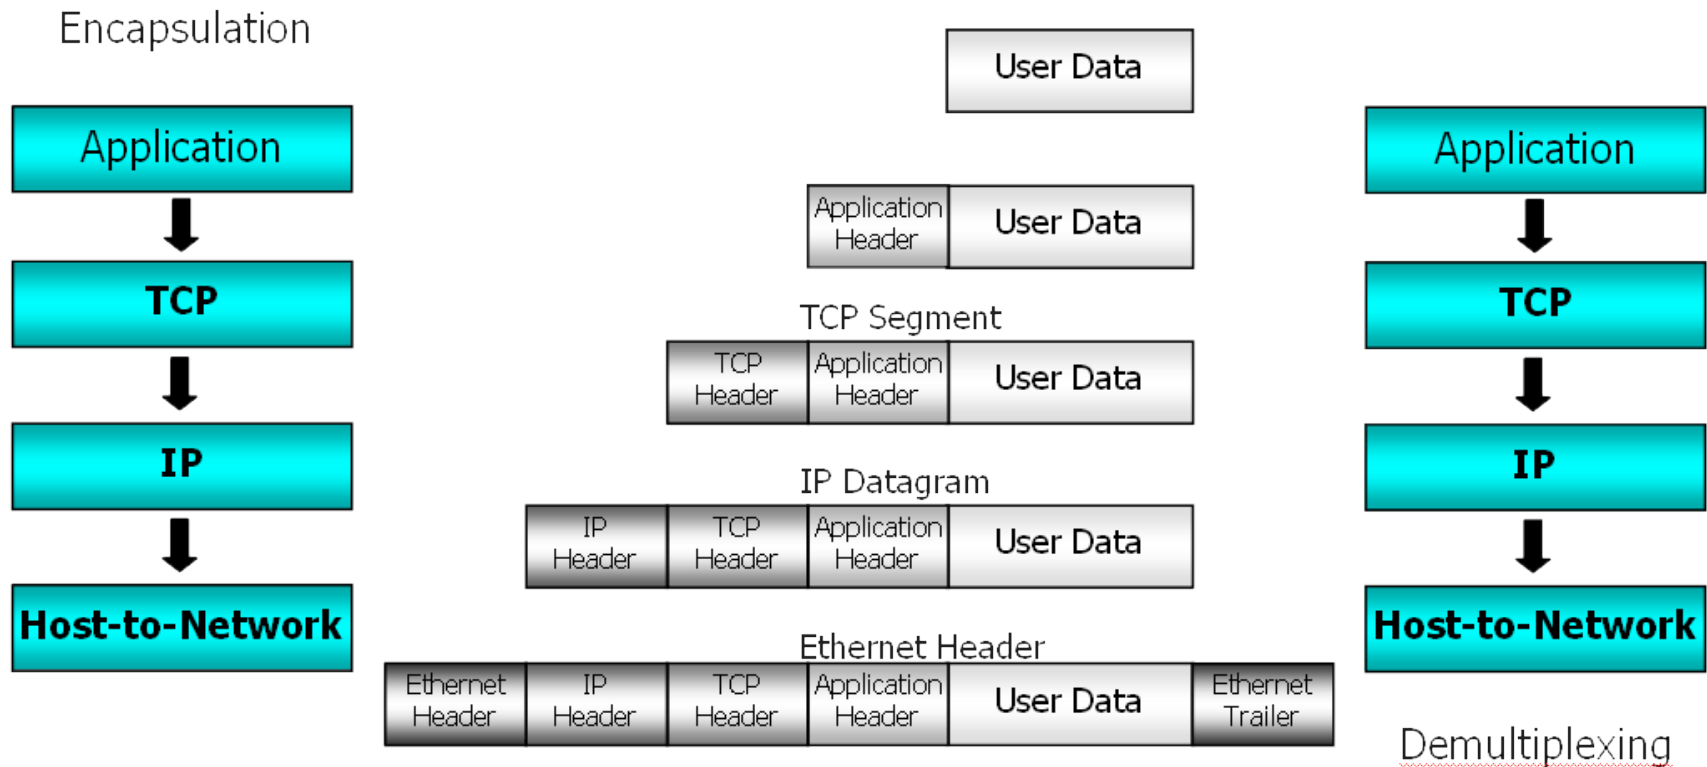 Encapsulation
Application
TCP
IP
Host-to-Network
User Data
Application
Header
User Data
TCP Segment
TCP
Header
Application
Header
User Data
IP Datagram
IP
Header
TCP
Header
Application
Header
User Data
Ethernet Header
Ethernet
Header
IP
Header
TCP
Header
Application
Header
User Data
Ethernet
Trailer
Application
TCP
IP
Host-to-Network
Demultiplexing